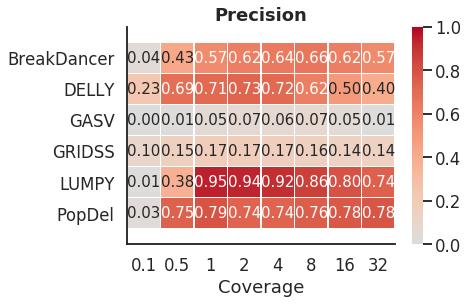 Precision
BreakDancer 0.04 0.43 0.57 0.62 0.64 0.66 0.62 0.57
DELLY 0.23 0.69 0.71 0.73 0.72 0.62 0.50 0.40
GASV 0.00 0.01 0.05 0.07 0.06 0.07 0.05 0.01
GRIDSS 0.10 0.15 0.17 0.17 0.17 0.16 0.14 0.14
LUMPY 0.01 0.38 0.95 0.94 0.92 0.86 0.80 0.74
PopDel 0.03 0.75 0.79 0.74 0.74 0.76 0.78 0.78
0.1 0.5 1 2 4 8 16 32
Coverage
1.0
0.8
0.6
0.4
0.2
0.0